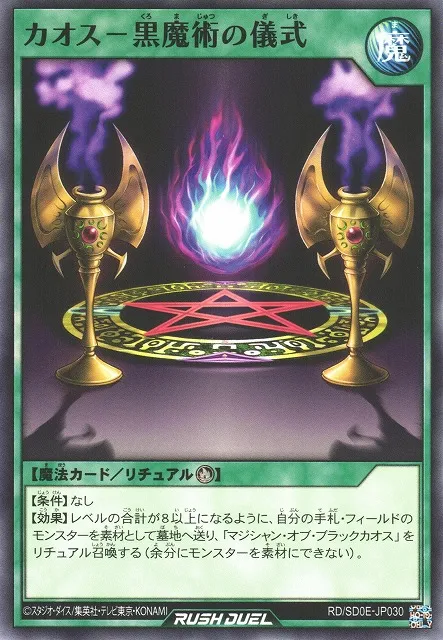 カオス－黒魔術の儀式
魔
【魔法カード／リチュアル】
【条件】なし
【効果】レベルの合計が８以上になるように、自分の手札・フィールドの
モンスターを素材として墓地へ送り、「マジシャン・オブ・ブラックカオス」を
リチュアル召喚する（余分にモンスターを素材にできない）。
©スタジオ・ダイス/集英社・テレビ東京・KONAMI
RUSH DUEL
RD/SD0E-JP030